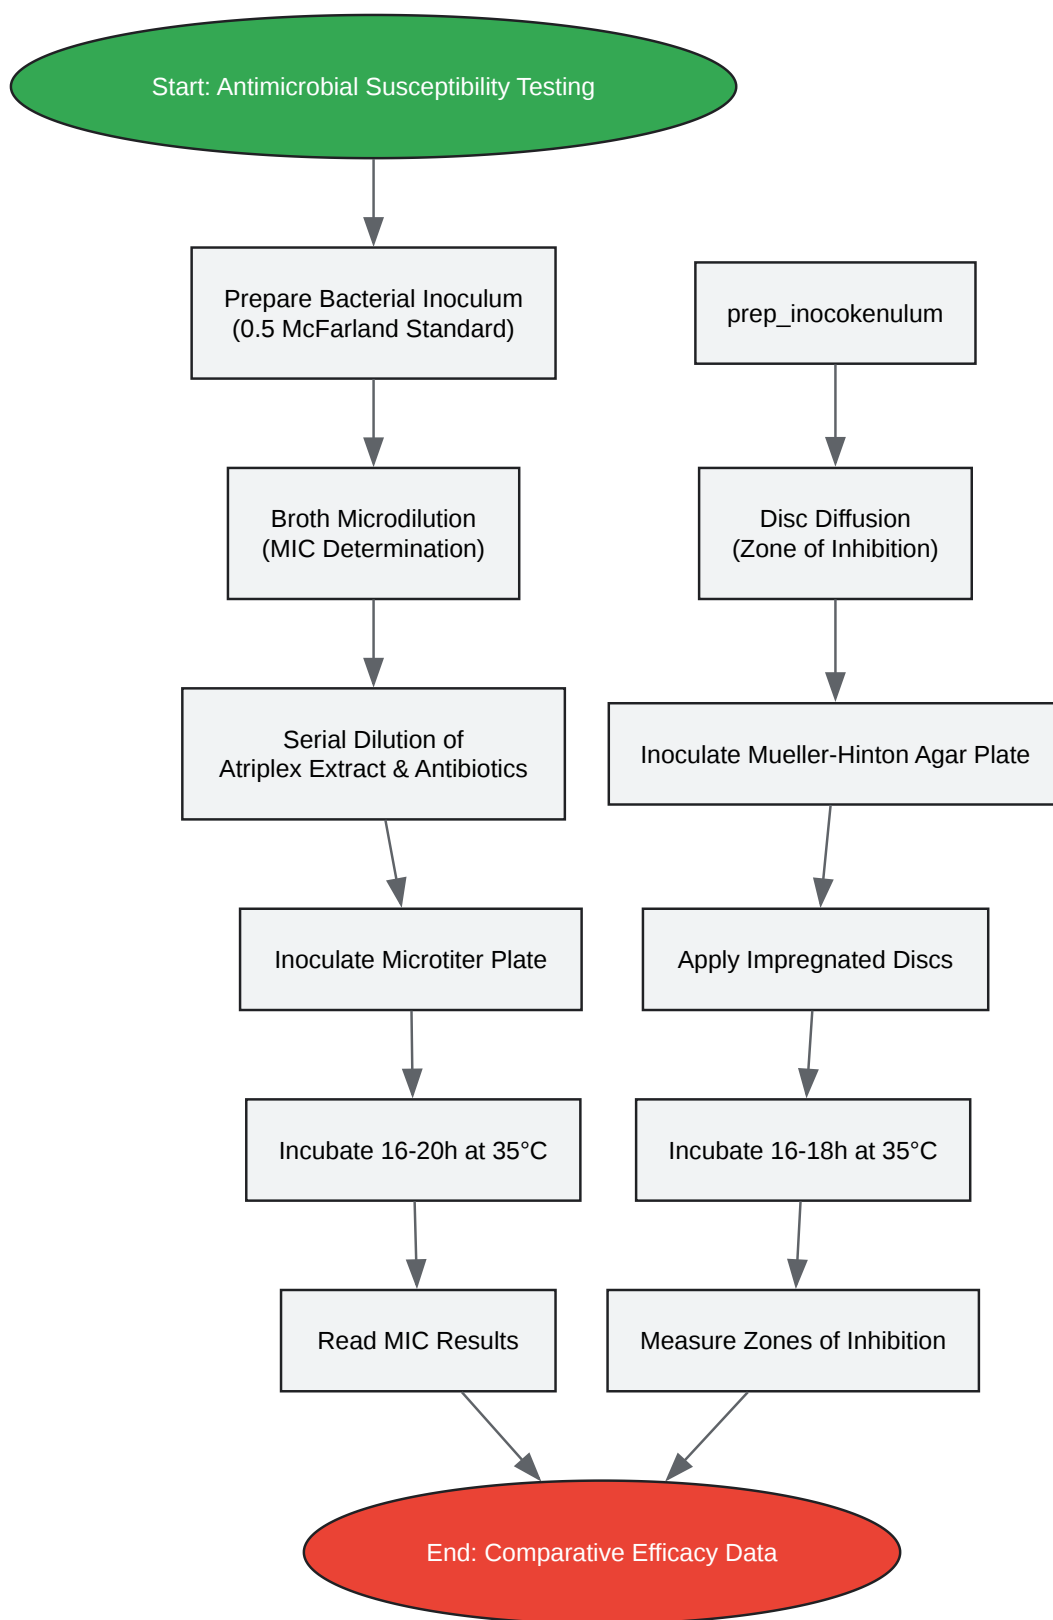 Start: Antimicrobial Susceptibility Testing
Prepare Bacterial Inoculum
(0.5 McFarland Standard)
prep_inocokenulum
Broth Microdilution
(MIC Determination)
Disc Diffusion
(Zone of Inhibition)
Serial Dilution of
Atriplex Extract & Antibiotics
Inoculate Mueller-Hinton Agar Plate
Inoculate Microtiter Plate
Apply Impregnated Discs
Incubate 16-20h at 35°C
Incubate 16-18h at 35°C
Read MIC Results
Measure Zones of Inhibition
End: Comparative Efficacy Data